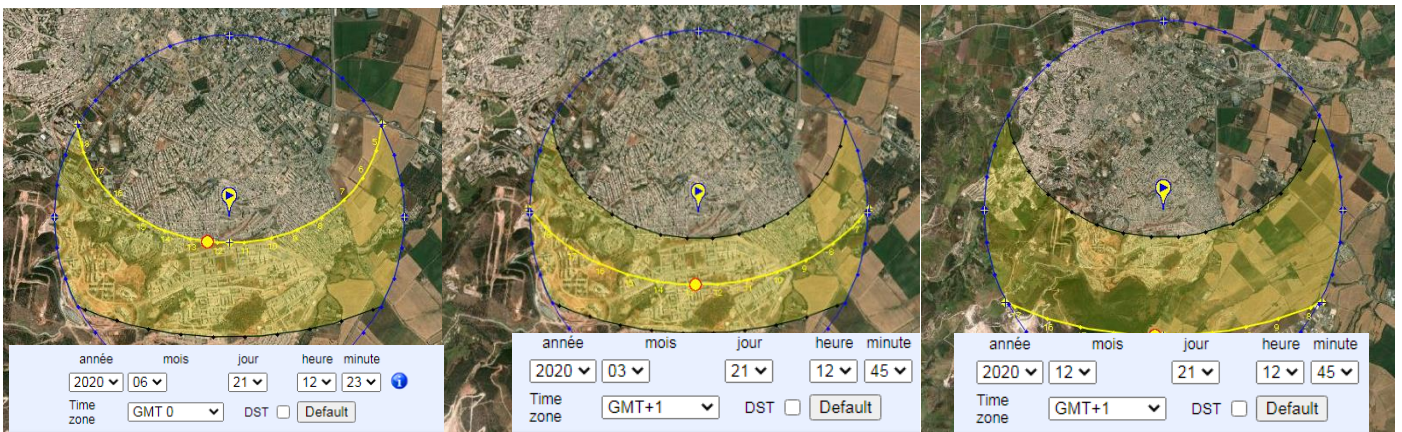 année mois jour heure minute
2020 06 21 12 23
Time zone GMT 0 DST Default
année mois jour heure minute
2020 03 21 12 45
Time zone GMT+1 DST Default
année mois jour heure minute
2020 12 21 12 45
Time zone GMT+1 DST Default